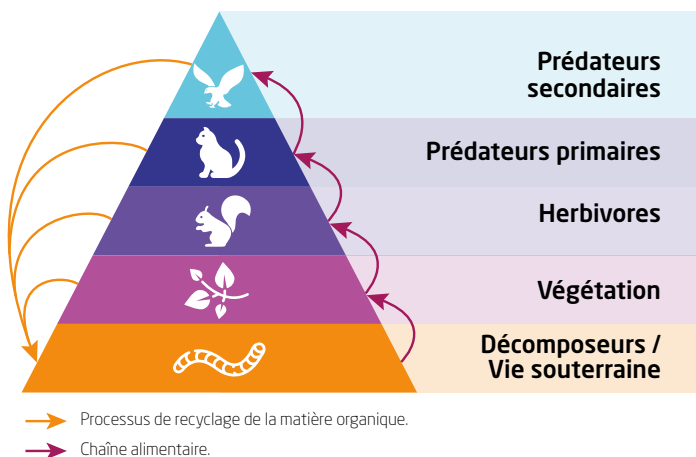 Prédateurs
secondaires
Prédateurs primaires
Herbivores
Végétation
Décomposeurs /
Vie souterraine
Processus de recyclage de la matière organique.
Chaîne alimentaire.